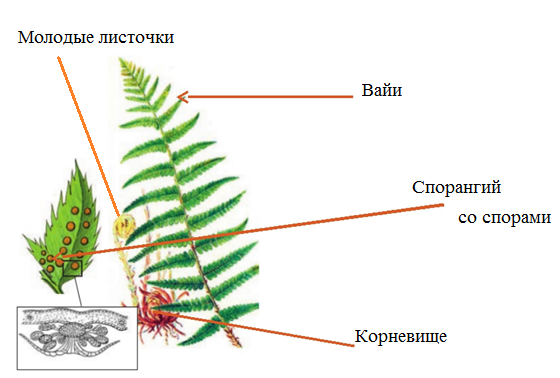 Молодые листочки
Вайи
Спорангий
со спорами
Корневище